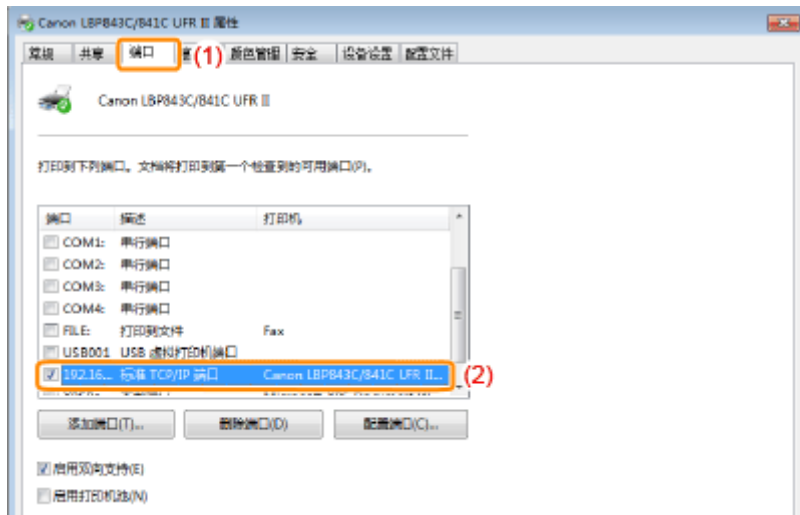 Canon LBP843C/841C UFR II 属性
常规 共享 端口 (1) 颜色管理 安全 设备设置 配置文件
Canon LBP843C/841C UFR II
打印到下列端口。文档将打印到第一个检查到的可用端口(P)。
端口 描述 打印机
COM1: 串行端口
COM2: 串行端口
COM3: 串行端口
COM4: 串行端口
FILE: 打印到文件 Fax
USB001 USB 虚拟打印机端口
192.16... 标准 TCP/IP 端口 Canon LBP843C/841C UFR II... (2)
添加端口(T)... 删除端口(D) 配置端口(C)...
启用双向支持(E)
启用打印机池(N)